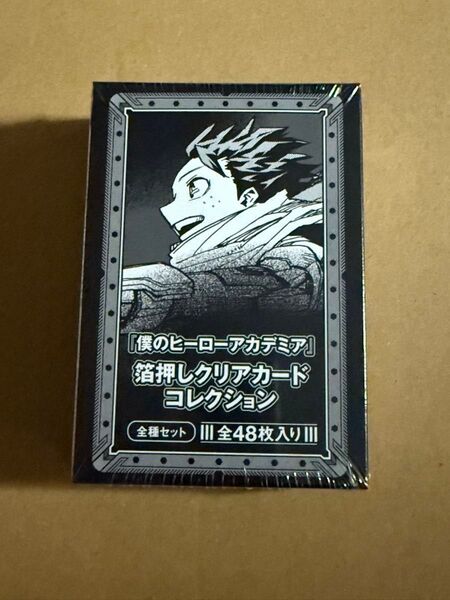 『僕のヒーローアカデミア』
箔押しクリアカード
コレクション
全種セット 全48枚入り